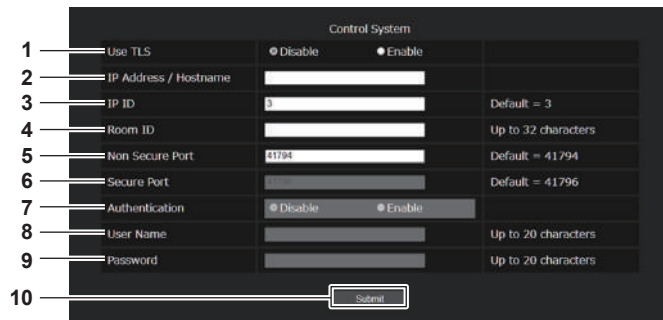 Control System
1 Use TLS Disable Enable
2 IP Address / Hostname
3 IP ID 3 Default = 3
4 Room ID Up to 32 characters
5 Non Secure Port 41794 Default = 41794
6 Secure Port Default = 41796
7 Authentication Disable Enable
8 User Name Up to 20 characters
9 Password Up to 20 characters
10 Submit